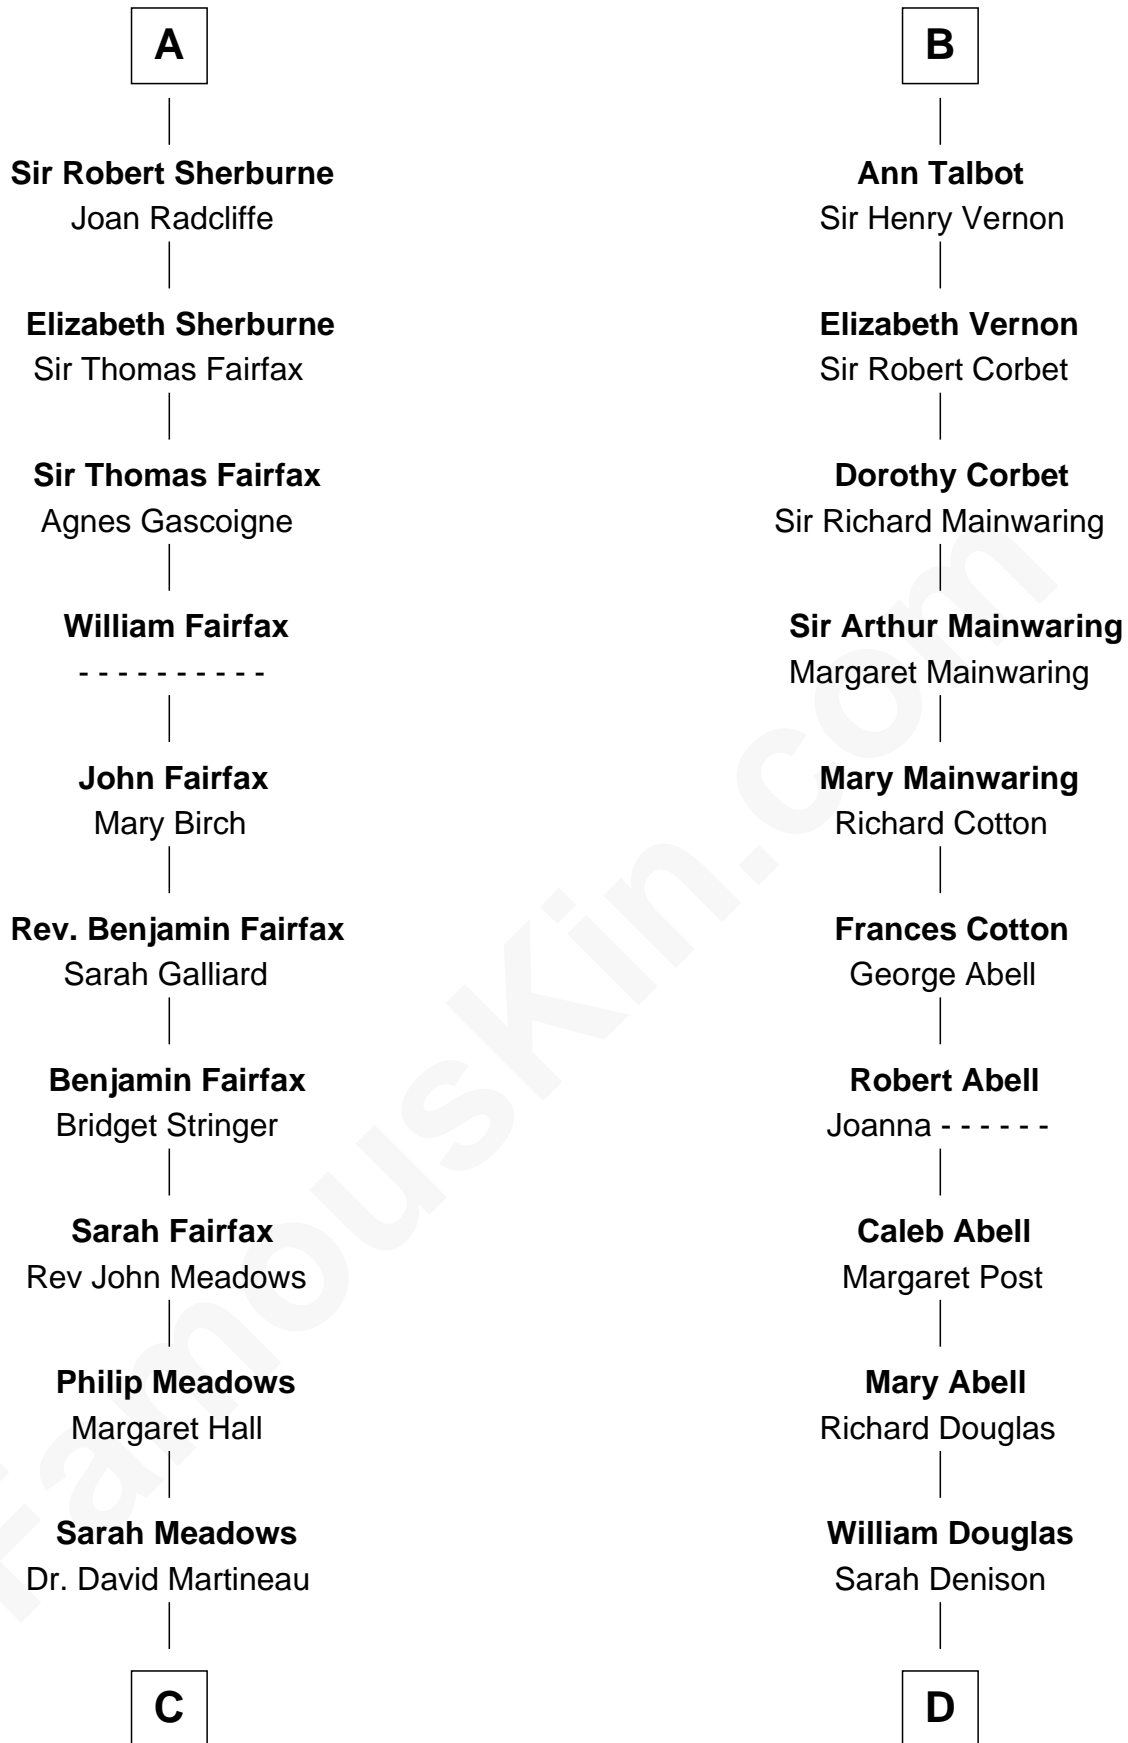 A
Sir Robert Sherburne
Joan Radcliffe
Elizabeth Sherburne
Sir Thomas Fairfax
Sir Thomas Fairfax
Agnes Gascoigne
William Fairfax
- - - - - - - - - -
John Fairfax
Mary Birch
Rev. Benjamin Fairfax
Sarah Galliard
Benjamin Fairfax
Bridget Stringer
Sarah Fairfax
Rev John Meadows
Philip Meadows
Margaret Hall
Sarah Meadows
Dr. David Martineau
C
B
Ann Talbot
Sir Henry Vernon
Elizabeth Vernon
Sir Robert Corbet
Dorothy Corbet
Sir Richard Mainwaring
Sir Arthur Mainwaring
Margaret Mainwaring
Mary Mainwaring
Richard Cotton
Frances Cotton
George Abell
Robert Abell
Joanna - - - - - -
Caleb Abell
Margaret Post
Mary Abell
Richard Douglas
William Douglas
Sarah Denison
D
FamousKin.com